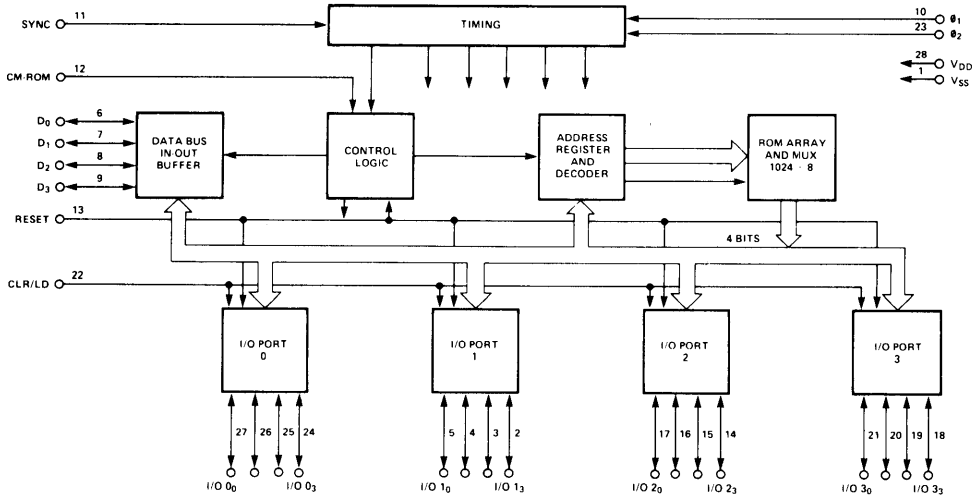 SYNC 11
TIMING
10 ø1
23 ø2
28 VDD
1 VSS
CM-ROM 12
D0 6
D1 7
D2 8
D3 9
DATA BUS
IN-OUT
BUFFER
CONTROL
LOGIC
ADDRESS
REGISTER
AND
DECODER
ROM ARRAY
AND MUX
1024 · 8
RESET 13
4 BITS
CLR/LD 22
I/O PORT
0
I/O PORT
1
I/O PORT
2
I/O PORT
3
27 26 25 24
5 4 3 2
17 16 15 14
21 20 19 18
I/O 00 I/O 03
I/O 10 I/O 13
I/O 20 I/O 23
I/O 30 I/O 33